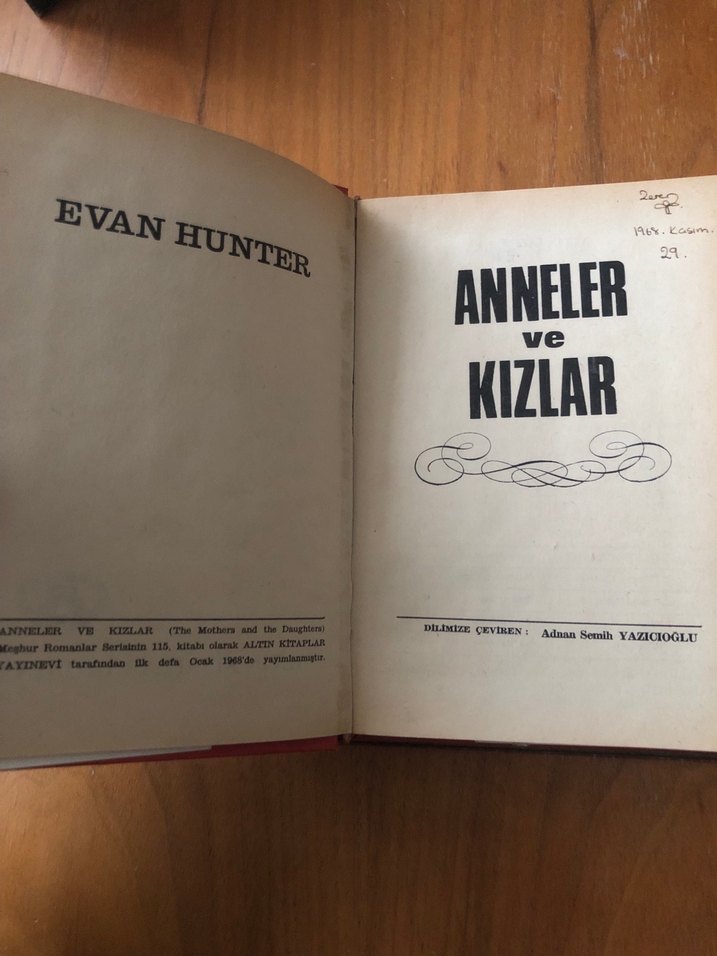 EVAN HUNTER
ANNELER VE KIZLAR (The Mothers and the Daughters)
Meşhur Romanlar Serisinin 115. kitabı olarak ALTIN KİTAPLAR
YAYINEVİ tarafından ilk defa Ocak 1968'de yayımlanmıştır.
1968. Kasım.
29.
ANNELER
ve
KIZLAR
DİLİMİZE ÇEVİREN : Adnan Semih YAZICIOĞLU